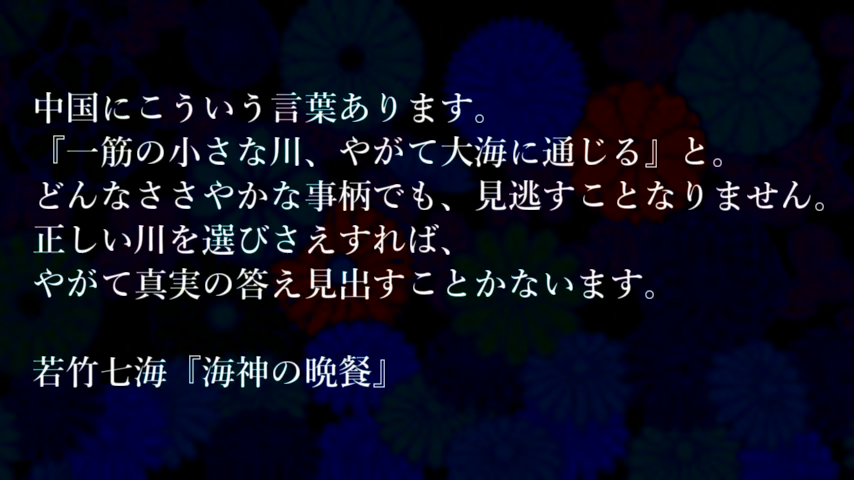 中国にこういう言葉あります。
『一筋の小さな川、やがて大海に通じる』と。
どんなささやかな事柄でも、見逃すことなりません。
正しい川を選びさえすれば、
やがて真実の答え見出すことかないます。
若竹七海『海神の晩餐』